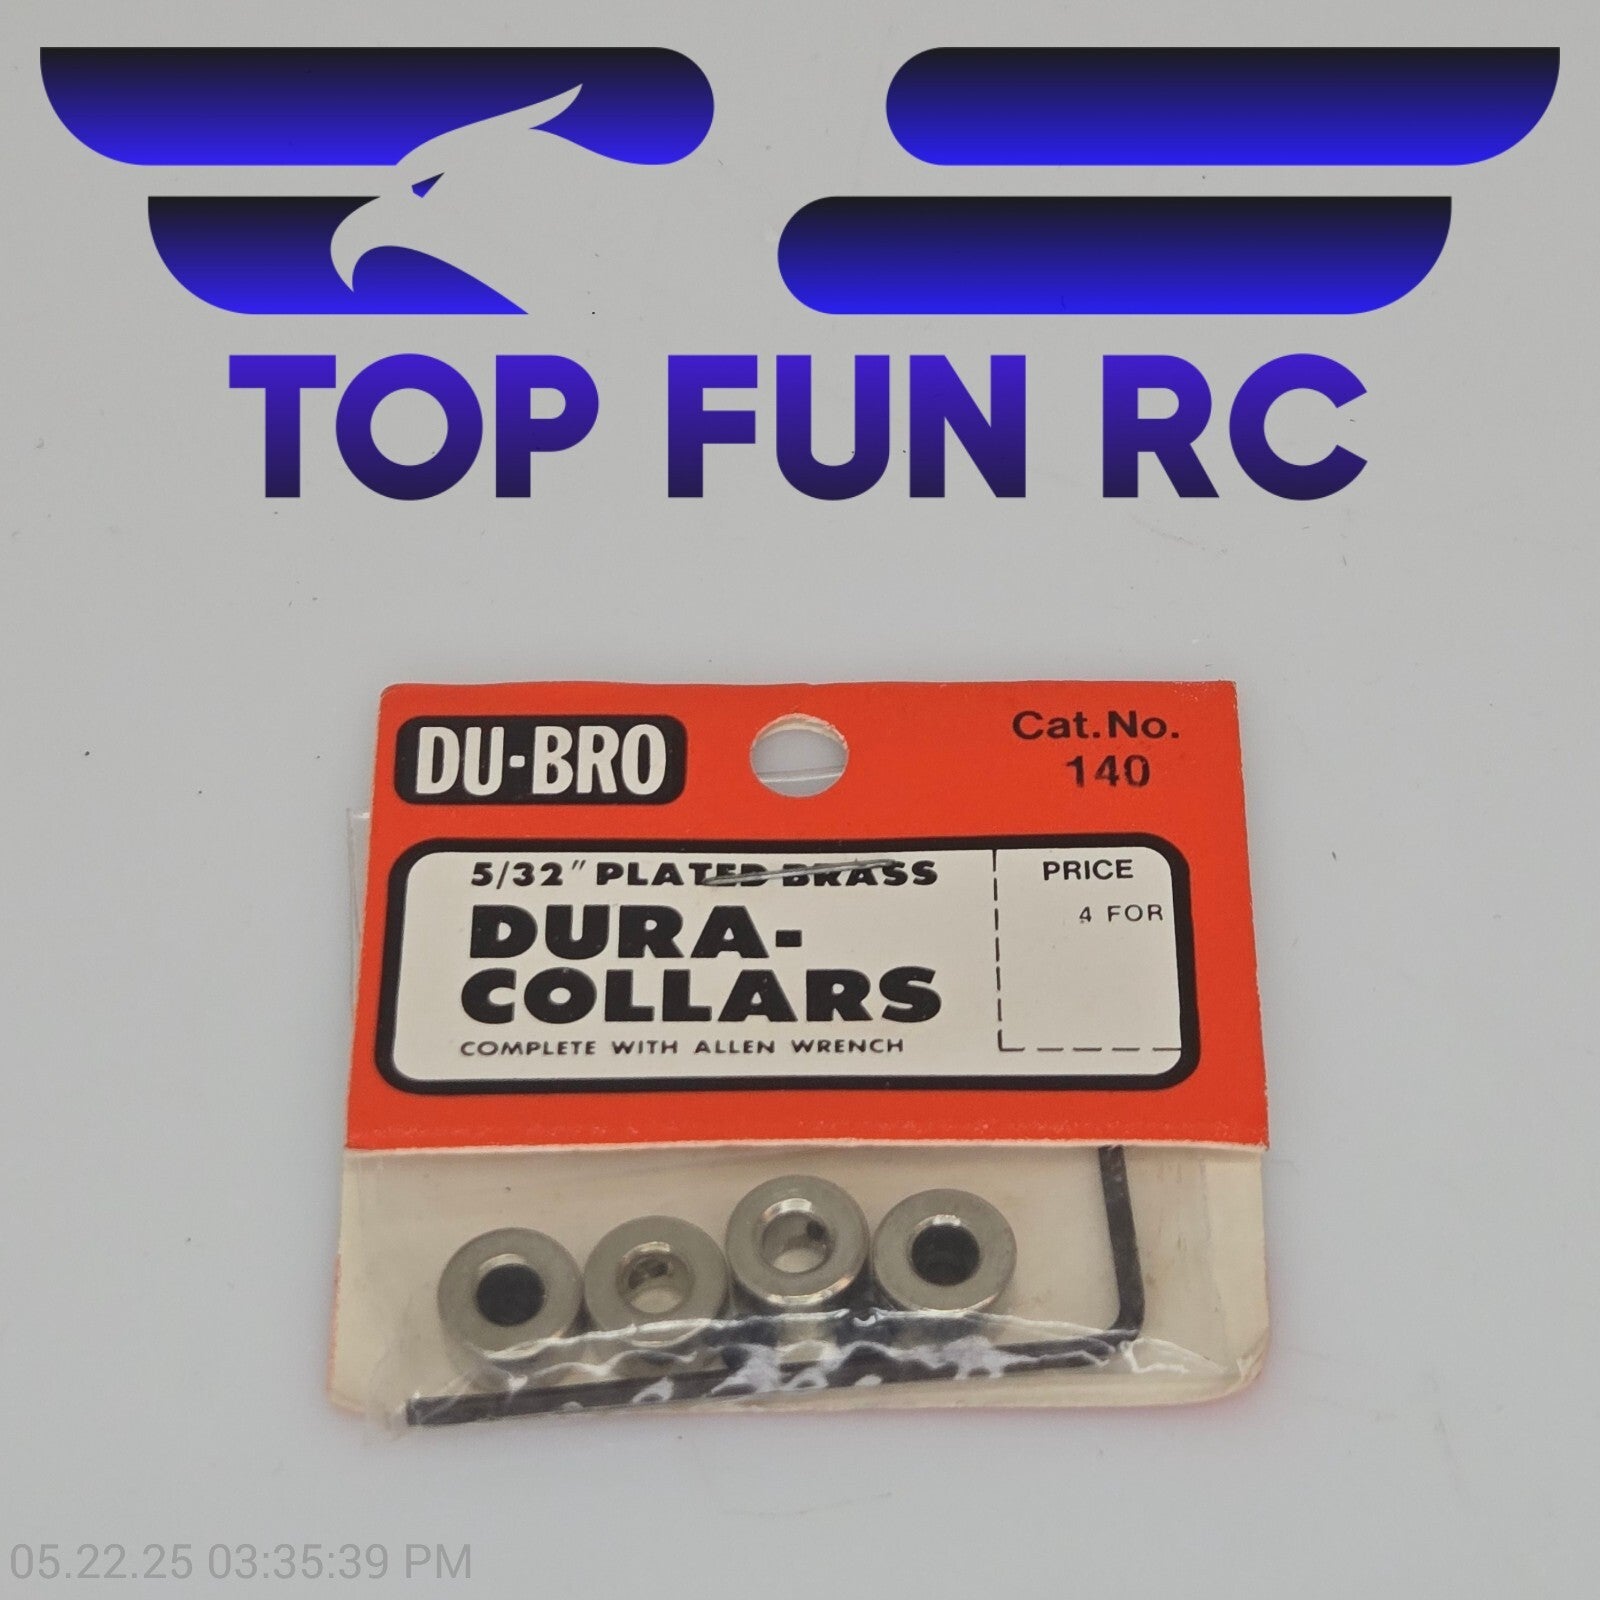 TOP FUN RC
DU-BRO
Cat.No.
140
5/32" PLATED BRASS
DURA-
COLLARS
COMPLETE WITH ALLEN WRENCH
PRICE
4 FOR
05.22.25 03:35:39 PM